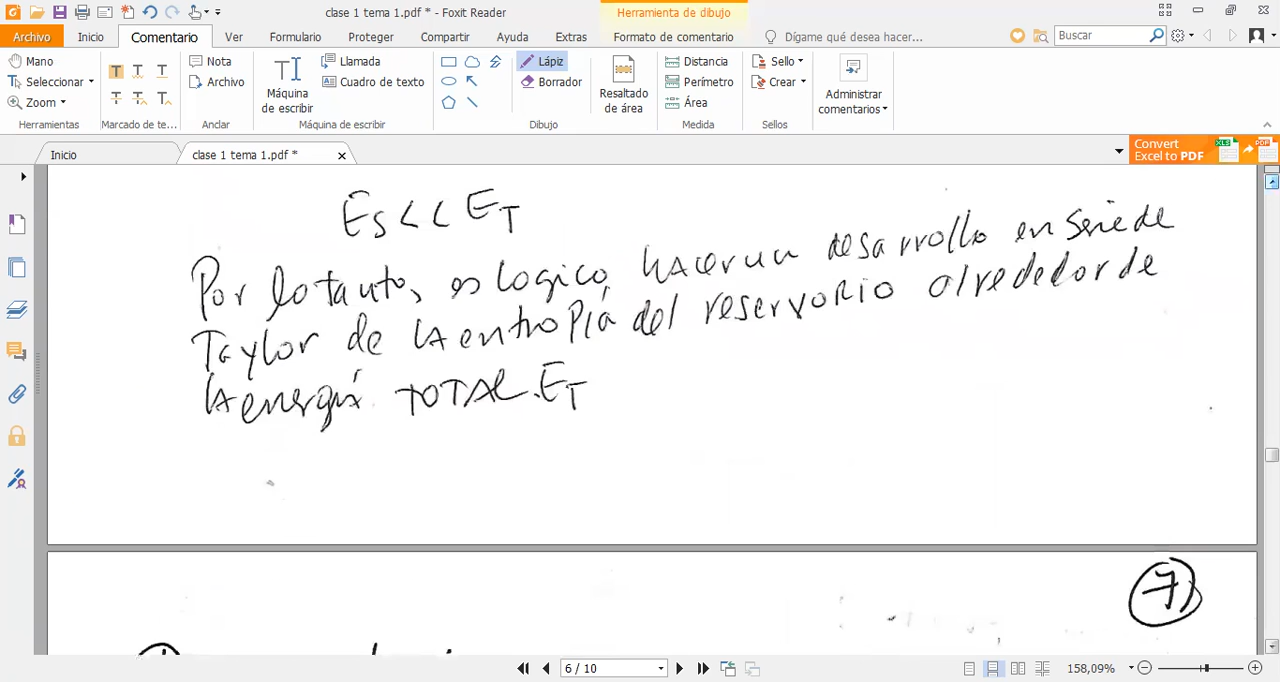 clase 1 tema 1.pdf * - Foxit Reader
Herramienta de dibujo
Archivo Inicio Comentario Ver Formulario Proteger Compartir Ayuda Extras Formato de comentario Dígame qué desea hacer... Buscar
Mano
Seleccionar
Zoom
Herramientas
Marcado de te...
Nota
Archivo
Anclar
Máquina de escribir
Llamada
Cuadro de texto
Máquina de escribir
Lápiz
Borrador
Dibujo
Resaltado de área
Distancia
Perímetro
Área
Medida
Sello
Crear
Sellos
Administrar comentarios
Inicio
clase 1 tema 1.pdf *
Convert
Excel to PDF
XLS
PDF
Es << ET
Por lo tanto, es logico, hacer un desarrollo en serie de
Taylor de la entropía del reservorio alrededor de
la energía TOTAL. ET
7)
6 / 10
158,09%